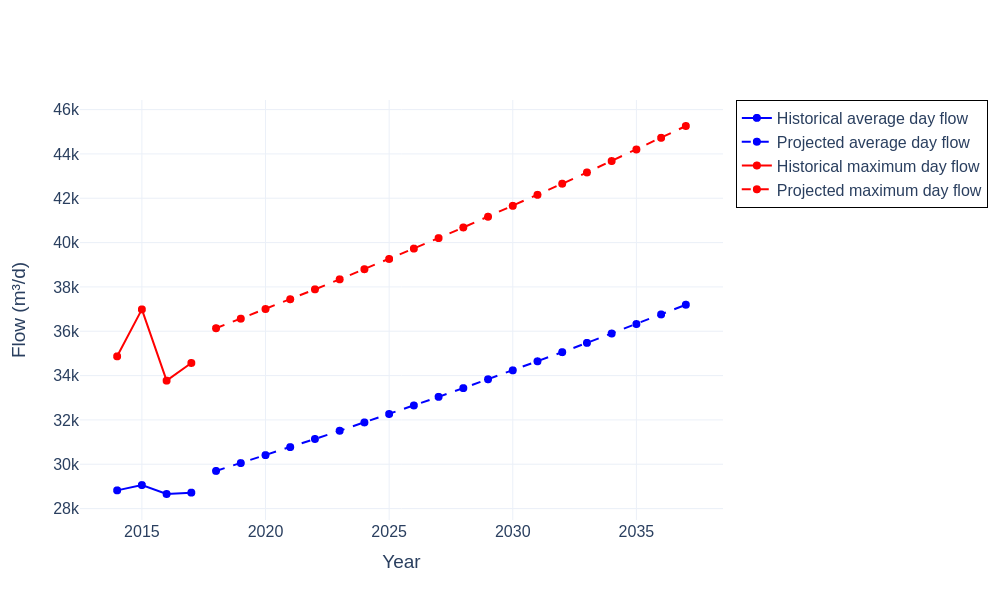 46k
44k
42k
40k
38k
36k
34k
32k
30k
28k
Flow (m³/d)
2015
2020
2025
2030
2035
Year
Historical average day flow
Projected average day flow
Historical maximum day flow
Projected maximum day flow